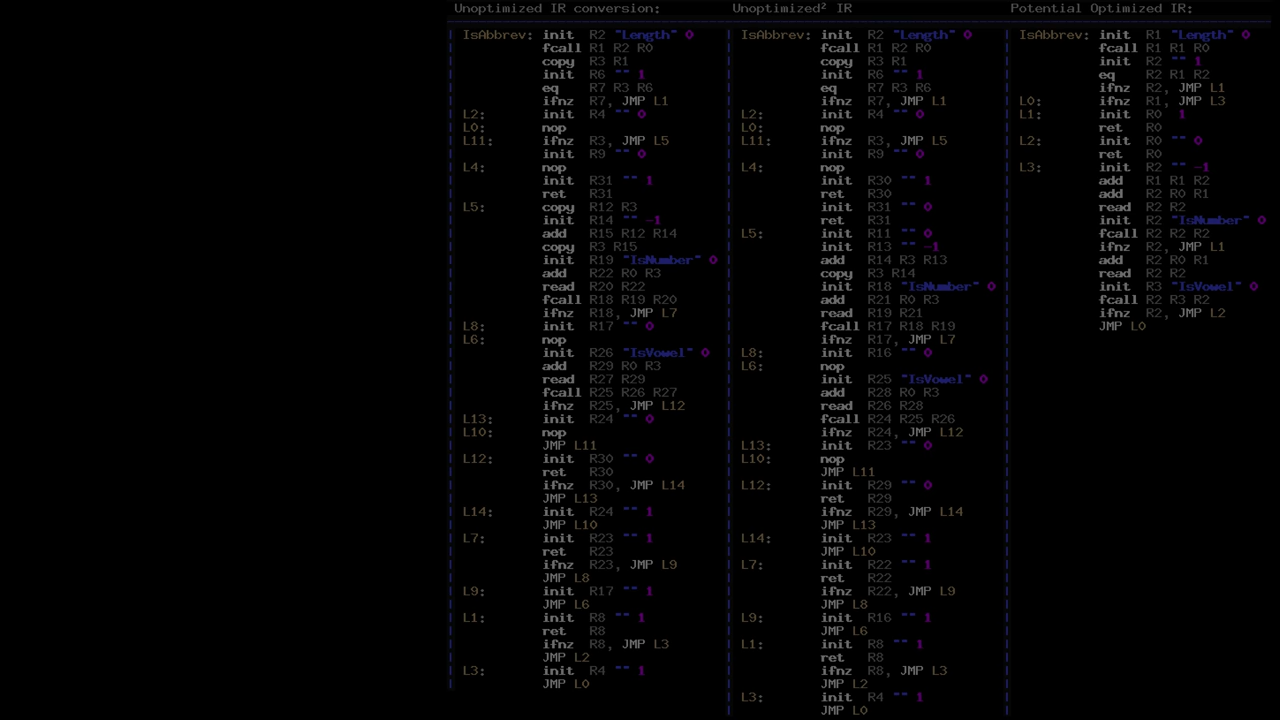 Unoptimized IR conversion:
IsAbbrev: init R2 "Length" 0
fcall R1 R2 R0
copy R3 R1
init R6 "" 1
eq R7 R3 R6
ifnz R7, JMP L1
L2: init R4 "" 0
L0: nop
L11: ifnz R3, JMP L5
init R9 "" 0
L4: nop
init R31 "" 1
ret R31
L5: copy R12 R3
init R14 "" -1
add R15 R12 R14
copy R3 R15
init R19 "IsNumber" 0
add R22 R0 R3
read R20 R22
fcall R18 R19 R20
ifnz R18, JMP L7
L8: init R17 "" 0
L6: nop
init R26 "IsVowel" 0
add R29 R0 R3
read R27 R29
fcall R25 R26 R27
ifnz R25, JMP L12
L13: init R24 "" 0
L10: nop
JMP L11
L12: init R30 "" 0
ret R30
ifnz R30, JMP L14
JMP L13
L14: init R24 "" 1
JMP L10
L7: init R23 "" 1
ret R23
ifnz R23, JMP L9
JMP L8
L9: init R17 "" 1
JMP L6
L1: init R8 "" 1
ret R8
ifnz R8, JMP L3
JMP L2
L3: init R4 "" 1
JMP L0
Unoptimized² IR
IsAbbrev: init R2 "Length" 0
fcall R1 R2 R0
copy R3 R1
init R6 "" 1
eq R7 R3 R6
ifnz R7, JMP L1
L2: init R4 "" 0
L0: nop
L11: ifnz R3, JMP L5
init R9 "" 0
L4: nop
init R30 "" 1
ret R30
init R31 "" 0
ret R31
L5: init R11 "" 0
init R13 "" -1
add R14 R3 R13
copy R3 R14
init R18 "IsNumber" 0
add R21 R0 R3
read R19 R21
fcall R17 R18 R19
ifnz R17, JMP L7
L8: init R16 "" 0
L6: nop
init R25 "IsVowel" 0
add R28 R0 R3
read R26 R28
fcall R24 R25 R26
ifnz R24, JMP L12
L13: init R23 "" 0
L10: nop
JMP L11
L12: init R29 "" 0
ret R29
ifnz R29, JMP L14
JMP L13
L14: init R23 "" 1
JMP L10
L7: init R22 "" 1
ret R22
ifnz R22, JMP L9
JMP L8
L9: init R16 "" 1
JMP L6
L1: init R8 "" 1
ret R8
ifnz R8, JMP L3
JMP L2
L3: init R4 "" 1
JMP L0
Potential Optimized IR:
IsAbbrev: init R1 "Length" 0
fcall R1 R1 R0
init R2 "" 1
eq R2 R1 R2
ifnz R2, JMP L1
L0: ifnz R1, JMP L3
L1: init R0 1
ret R0
L2: init R0 "" 0
ret R0
L3: init R2 "" -1
add R1 R1 R2
add R2 R0 R1
read R2 R2
init R2 "IsNumber" 0
fcall R2 R2 R2
ifnz R2, JMP L1
add R2 R0 R1
read R2 R2
init R3 "IsVowel" 0
fcall R2 R3 R2
ifnz R2, JMP L2
JMP L0